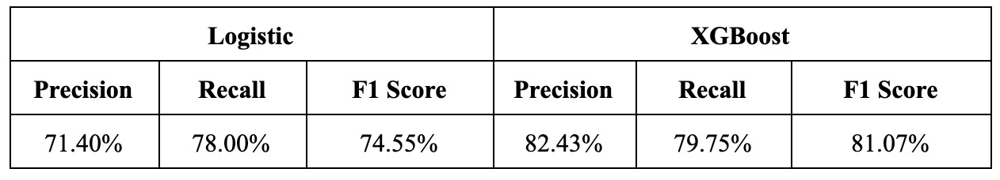 Logistic XGBoost
Precision Recall F1 Score Precision Recall F1 Score
71.40% 78.00% 74.55% 82.43% 79.75% 81.07%